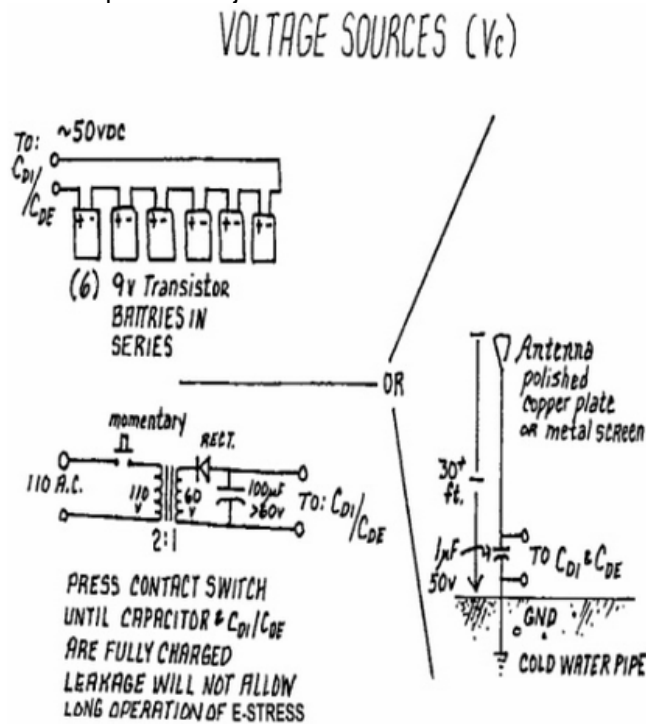 VOLTAGE SOURCES (Vc)
~50VDC
TO:
CDI
/CDE
+ - + - + - + - + - + -
(6) 9v Transistor
BATTRIES IN
SERIES
OR
momentary
RECT.
110 A.C.
110
V
60
V
100µF
>60v
TO: CDI
/CDE
2:1
PRESS CONTACT SWITCH
UNTIL CAPACITOR & CDI/CDE
ARE FULLY CHARGED
LEAKAGE WILL NOT ALLOW
LONG OPERATION OF E-STRESS
Antenna
polished
copper plate
OR metal screen
30+
ft.
1µF
50v
TO CDI & CDE
GND
COLD WATER PIPE